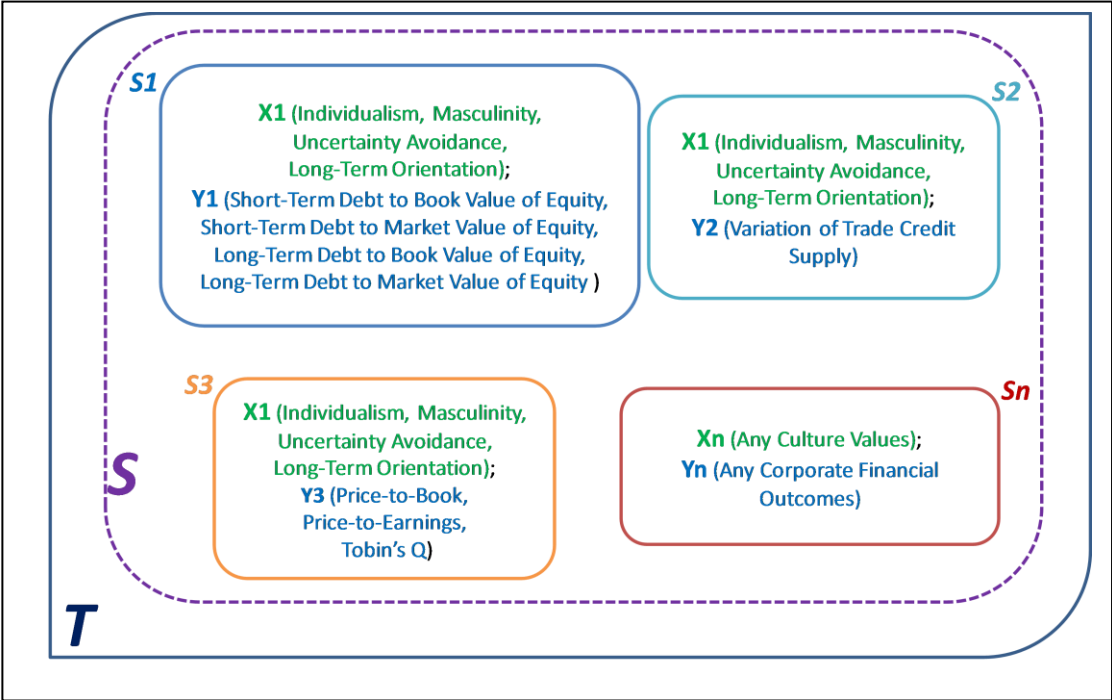 S1
X1 (Individualism, Masculinity,
Uncertainty Avoidance,
Long-Term Orientation);
Y1 (Short-Term Debt to Book Value of Equity,
Short-Term Debt to Market Value of Equity,
Long-Term Debt to Book Value of Equity,
Long-Term Debt to Market Value of Equity )
S2
X1 (Individualism, Masculinity,
Uncertainty Avoidance,
Long-Term Orientation);
Y2 (Variation of Trade Credit
Supply)
S3
X1 (Individualism, Masculinity,
Uncertainty Avoidance,
Long-Term Orientation);
Y3 (Price-to-Book,
Price-to-Earnings,
Tobin’s Q)
Sn
Xn (Any Culture Values);
Yn (Any Corporate Financial
Outcomes)
S
T